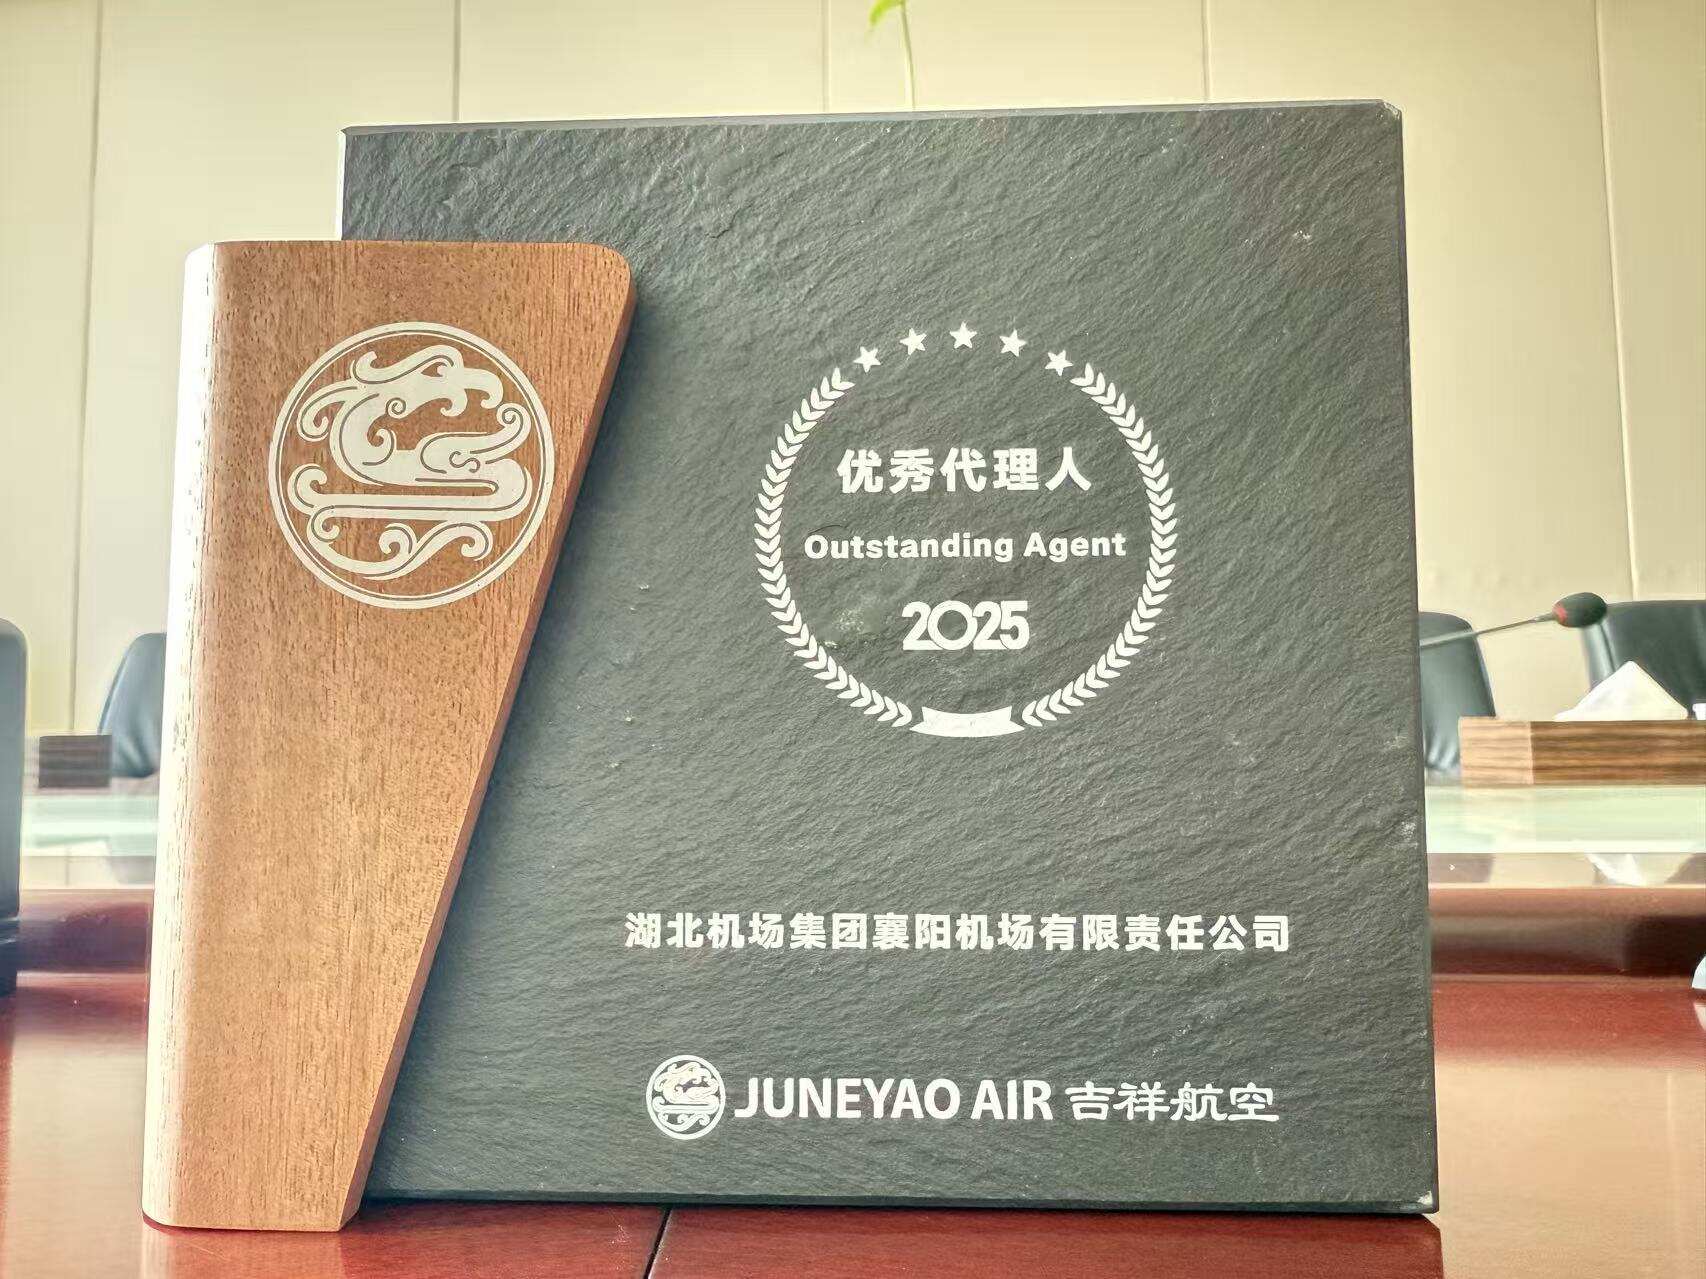 优秀代理人
Outstanding Agent
2025
湖北机场集团襄阳机场有限责任公司
JUNEYAO AIR 吉祥航空